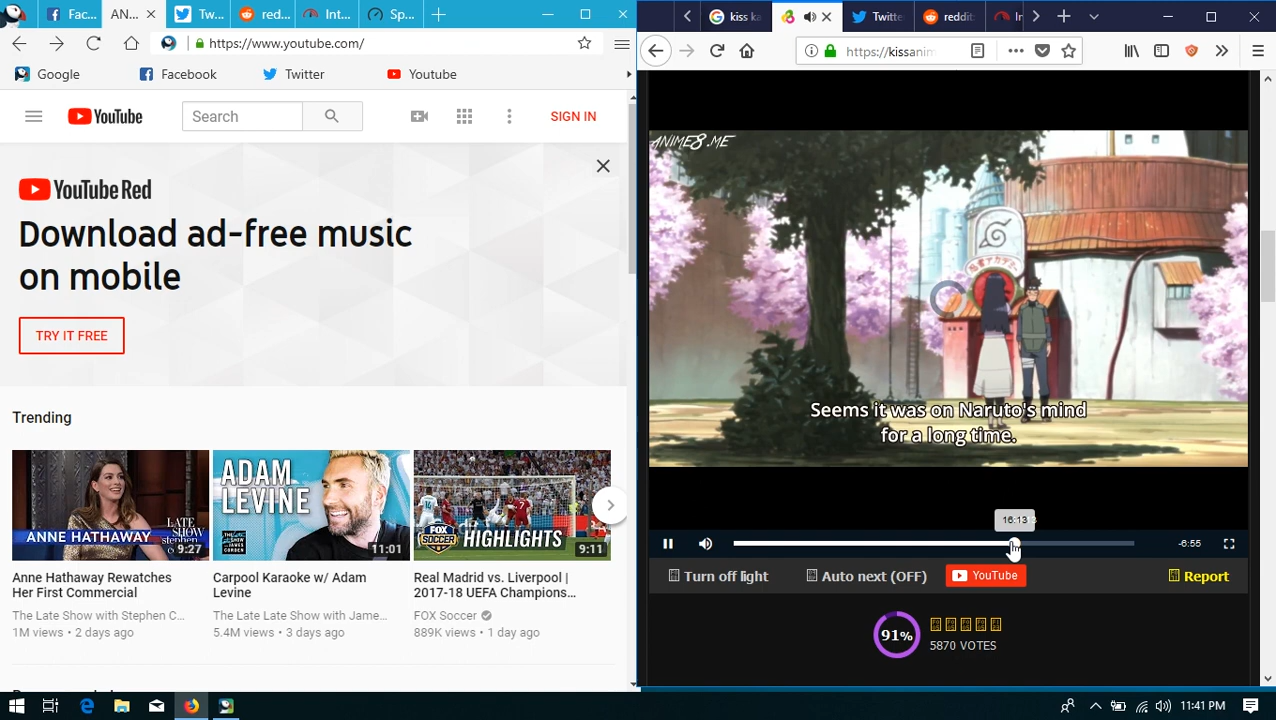 Fac
AN...
Tw...
red...
Int...
Sp...
https://www.youtube.com/
Google
Facebook
Twitter
Youtube
YouTube
Search
SIGN IN
YouTube Red
Download ad-free music
on mobile
TRY IT FREE
Trending
ANNE HATHAWAY
LATE
SHOW
9:27
ADAM
LEVINE
11:01
FOX
SOCCER
HIGHLIGHTS
9:11
Anne Hathaway Rewatches
Her First Commercial
The Late Show with Stephen C...
1M views • 2 days ago
Carpool Karaoke w/ Adam
Levine
The Late Late Show with Jame...
5.4M views • 3 days ago
Real Madrid vs. Liverpool |
2017-18 UEFA Champions...
FOX Soccer
889K views • 1 day ago
kiss ka
Twitte
reddit
https://kissanim
ANIME8.ME
Seems it was on Naruto's mind
for a long time.
16:13
-6:55
Turn off light
Auto next (OFF)
YouTube
Report
91%
5870 VOTES
11:41 PM